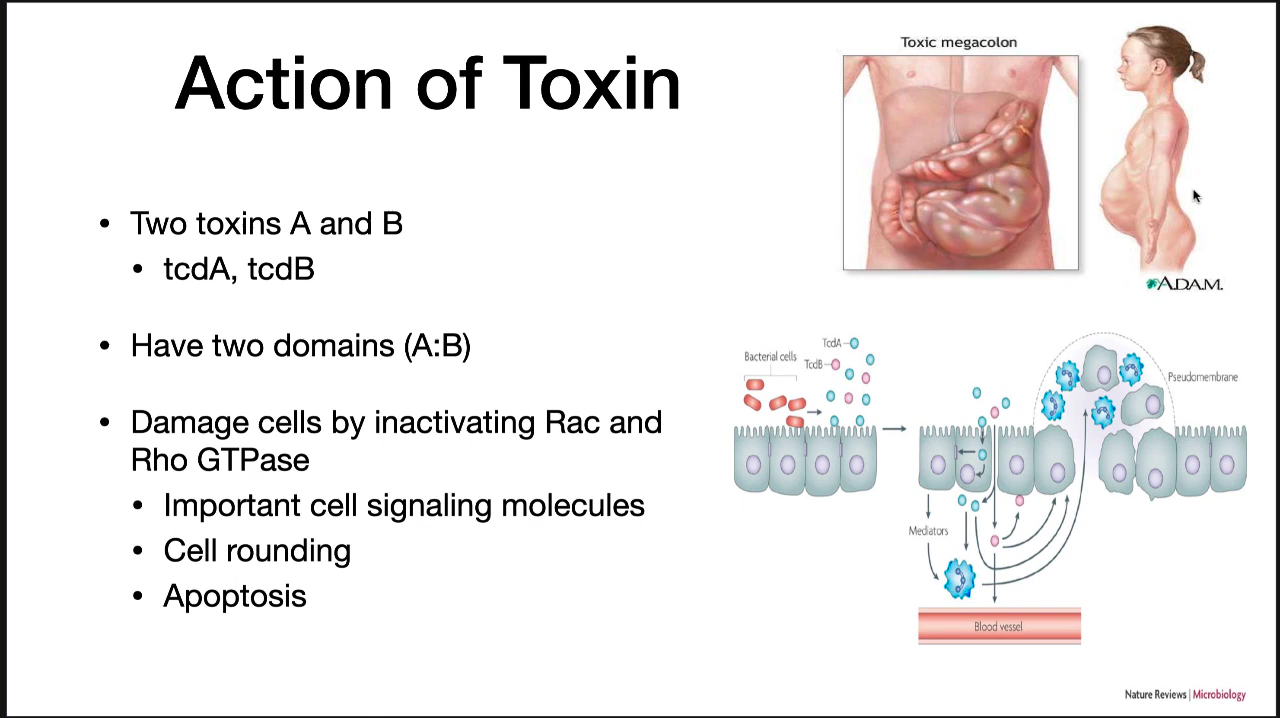 Action of Toxin
• Two toxins A and B
• tcdA, tcdB
• Have two domains (A:B)
• Damage cells by inactivating Rac and
Rho GTPase
• Important cell signaling molecules
• Cell rounding
• Apoptosis
Toxic megacolon
A.D.A.M.
TcdA
TcdB
Bacterial cells
Pseudomembrane
Mediators
Blood vessel
Nature Reviews | Microbiology